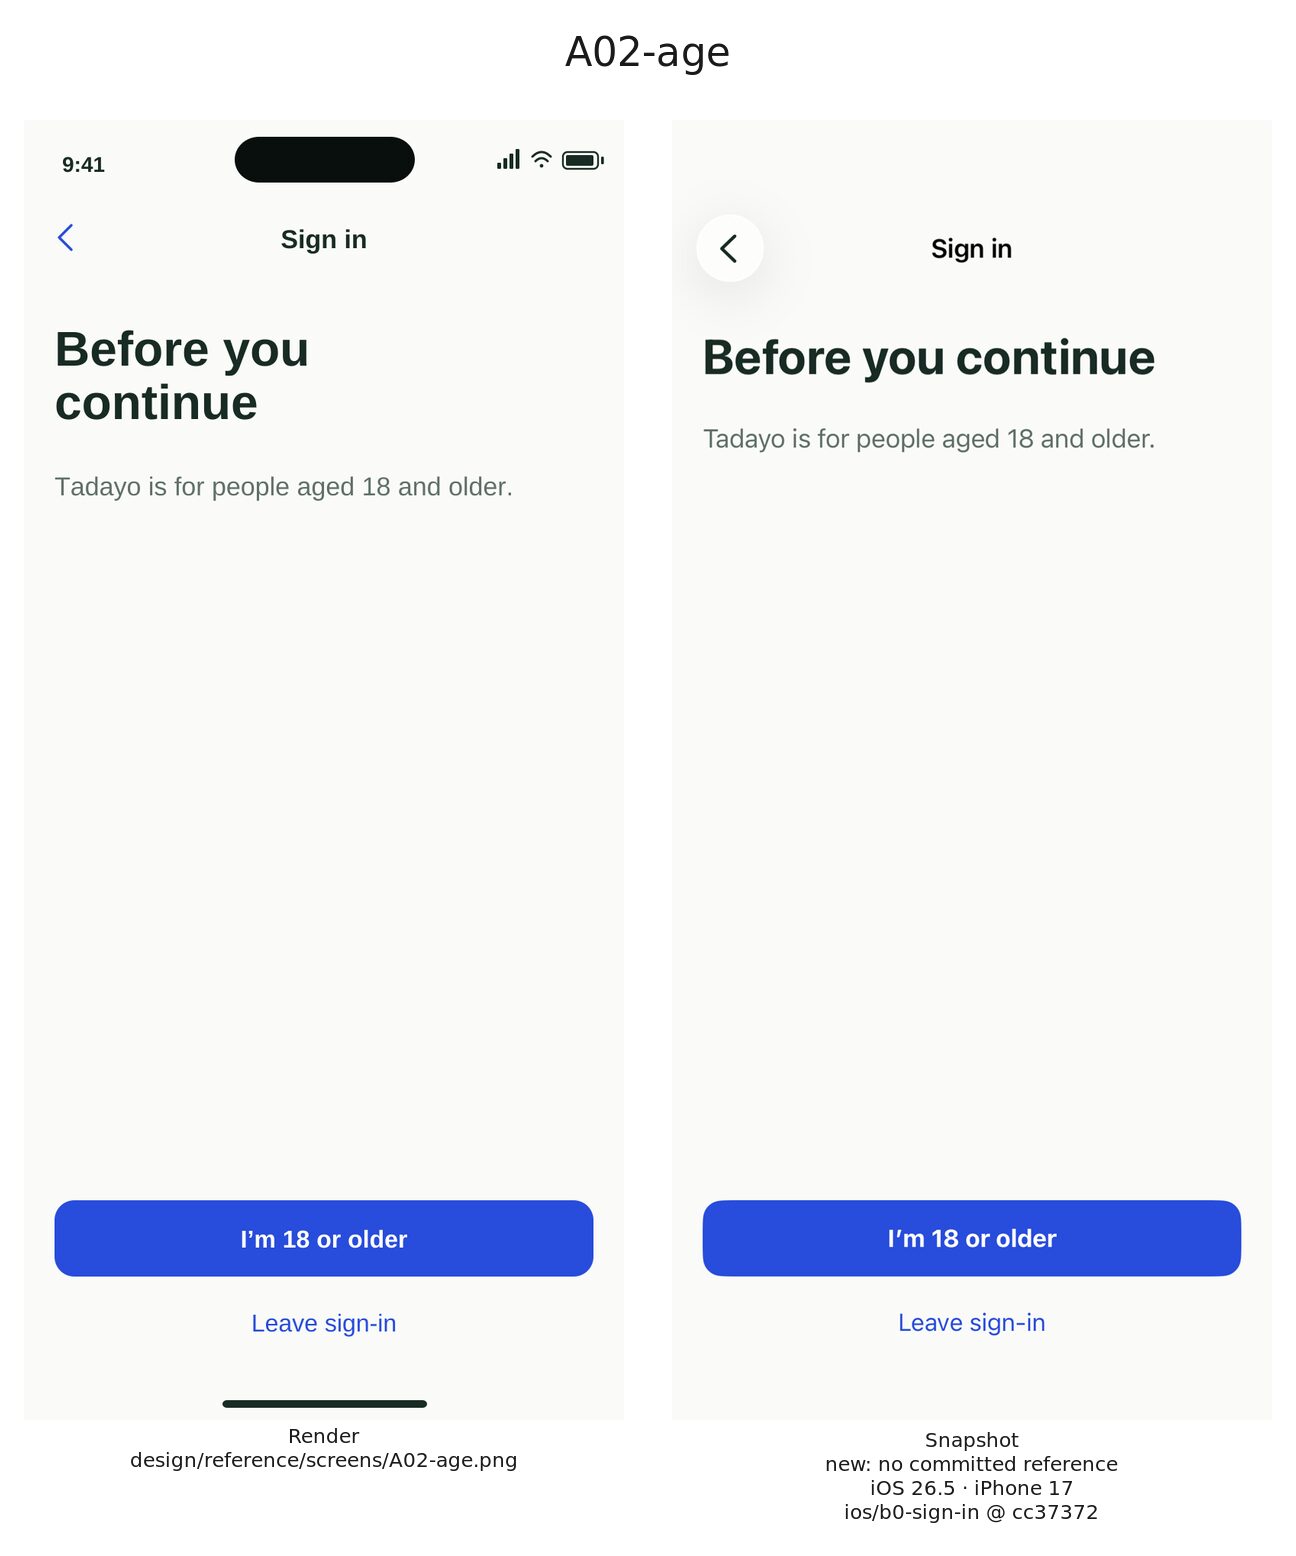 A02-age
9:41
Sign in
Before you
continue
Tadayo is for people aged 18 and older.
I’m 18 or older
Leave sign-in
Render
design/reference/screens/A02-age.png
Sign in
Before you continue
Tadayo is for people aged 18 and older.
I’m 18 or older
Leave sign-in
Snapshot
new: no committed reference
iOS 26.5 · iPhone 17
ios/b0-sign-in @ cc37372